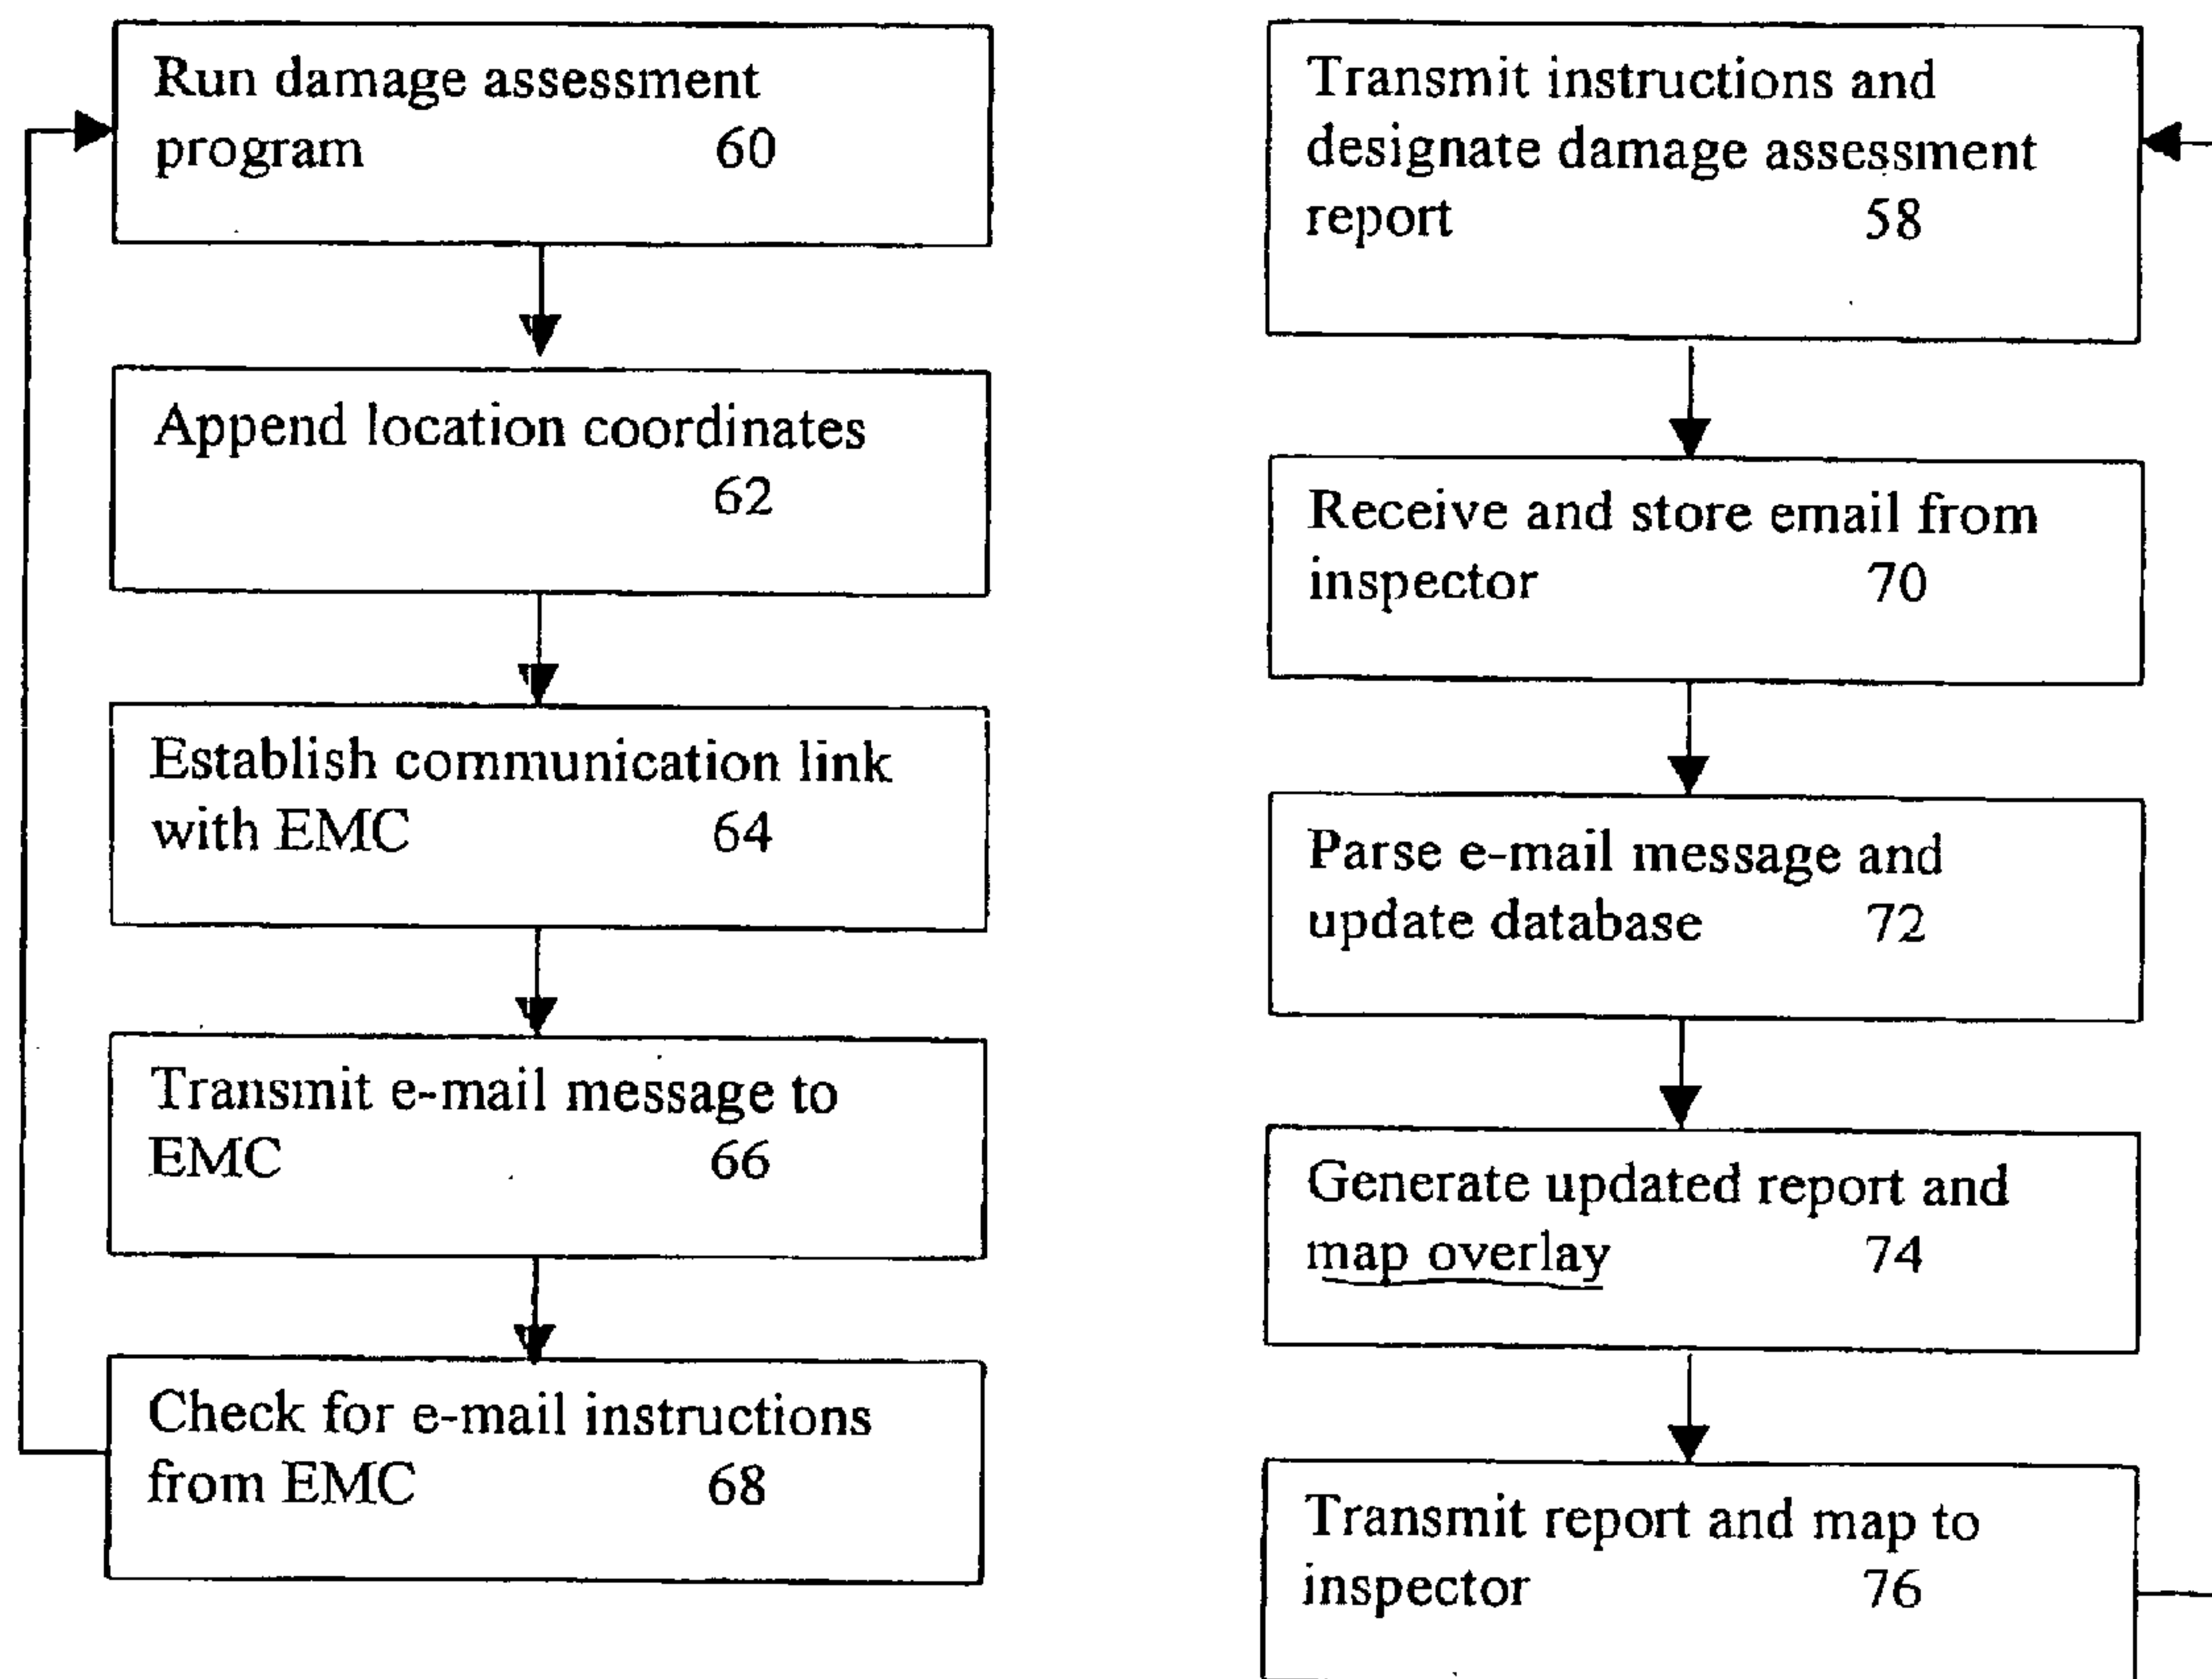 Run damage assessment
program 60
Append location coordinates
62
Establish communication link
with EMC 64
Transmit e-mail message to
EMC 66
Check for e-mail instructions
from EMC 68
Transmit instructions and
designate damage assessment
report 58
Receive and store email from
inspector 70
Parse e-mail message and
update database 72
Generate updated report and
map overlay 74
Transmit report and map to
inspector 76